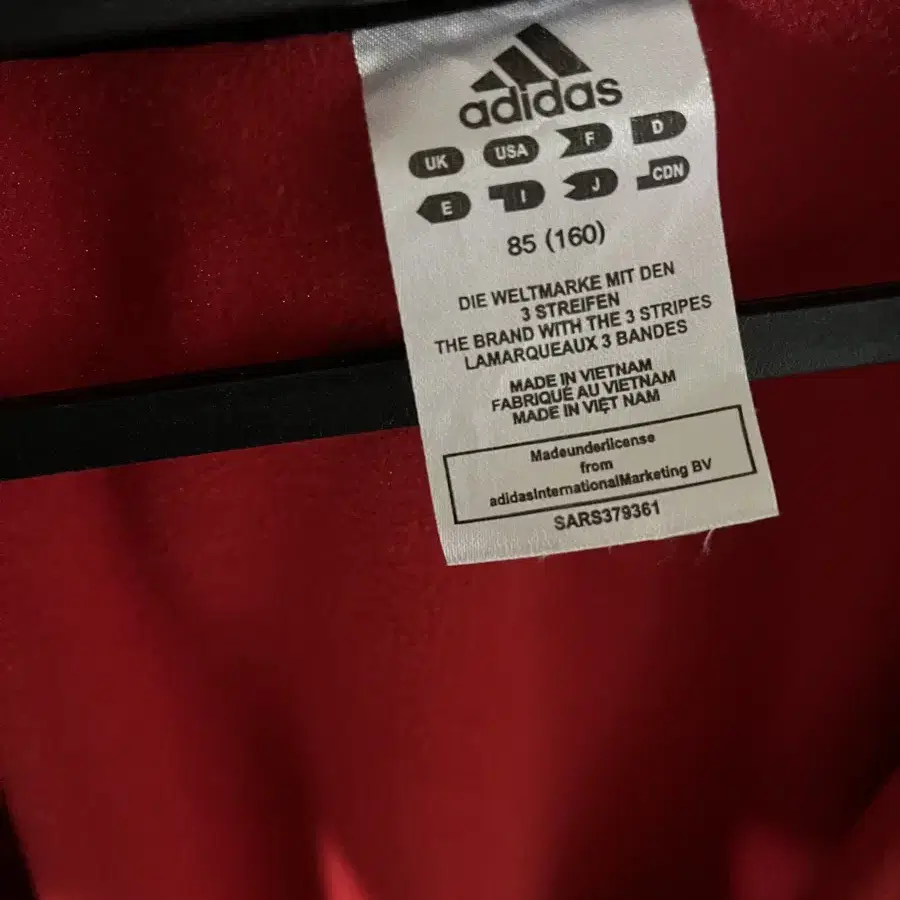 adidas
UK USA F D
E I J CDN
85 (160)
DIE WELTMARKE MIT DEN
3 STREIFEN
THE BRAND WITH THE 3 STRIPES
LAMARQUEAUX 3 BANDES
MADE IN VIETNAM
FABRIQUÉ AU VIETNAM
MADE IN VIỆT NAM
Madeunderlicense
from
adidasInternationalMarketing BV
SARS379361